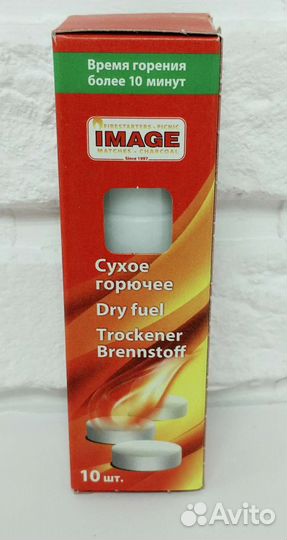 Время горения
более 10 минут
FIRESTARTERS • PICNIC
IMAGE
MATCHES • CHARCOAL
Since 1997
Сухое
горючее
Dry fuel
Trockener
Brennstoff
10 шт.
Avito